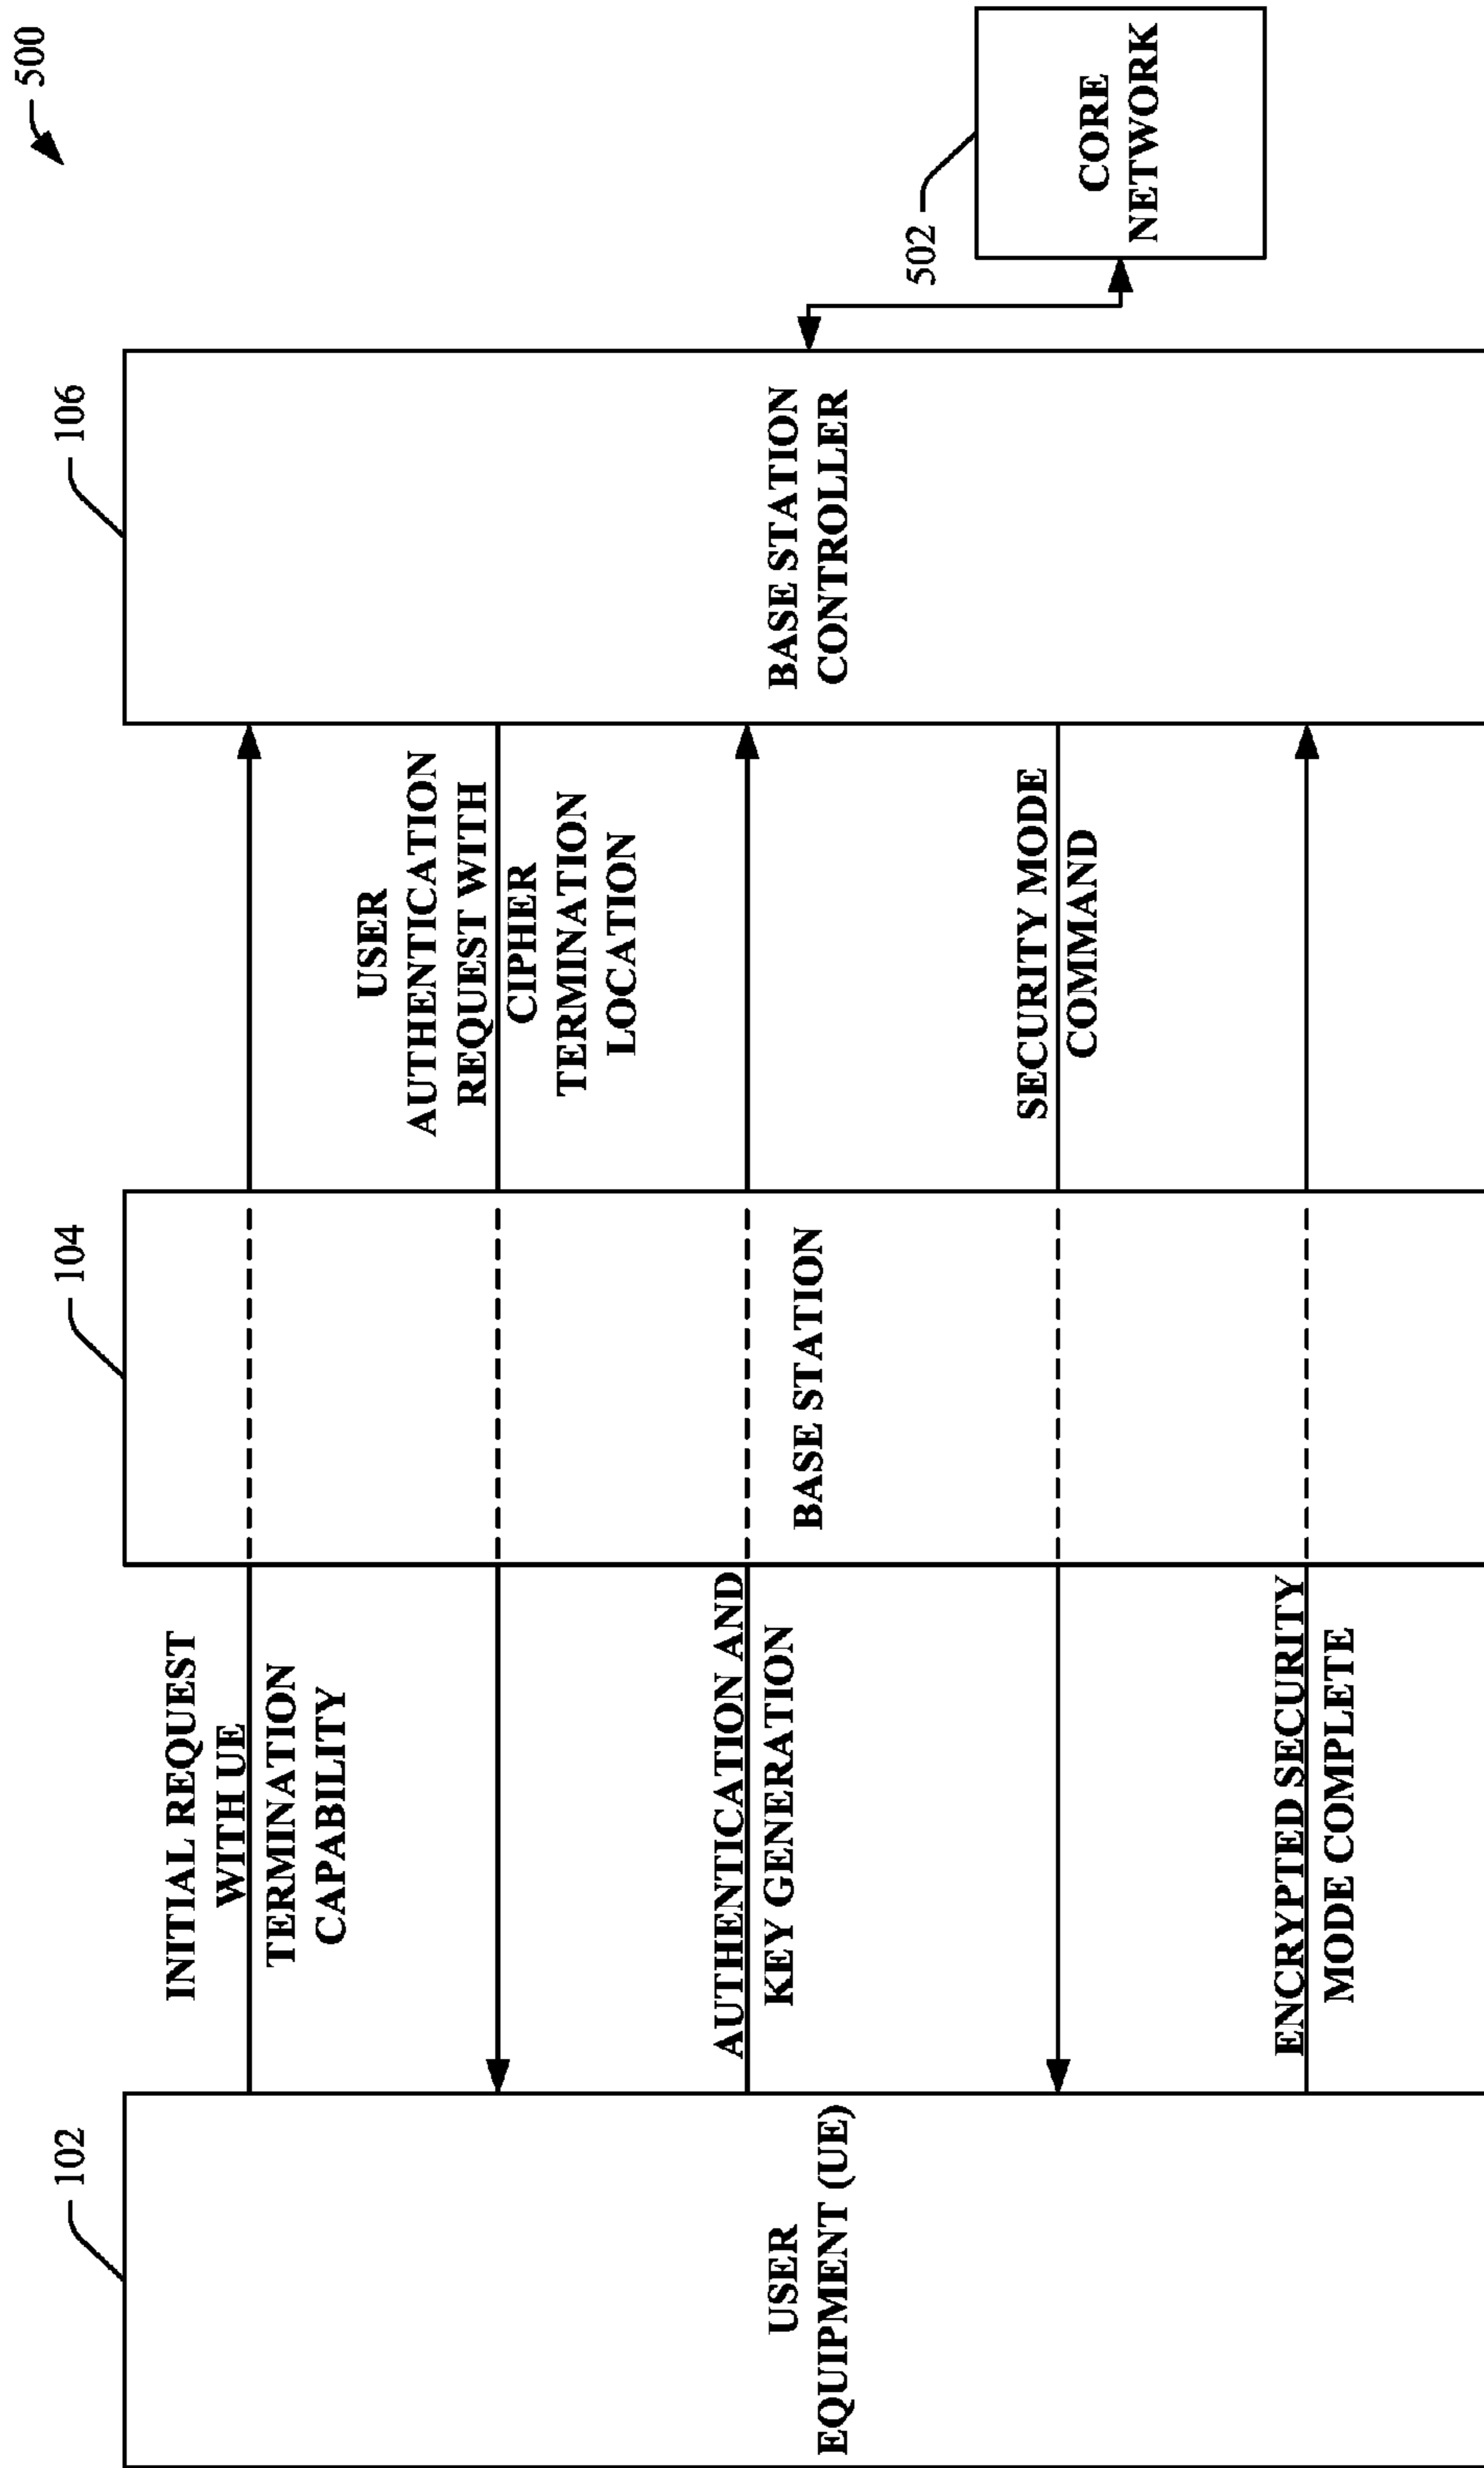 500
102
104
106
502
USER
EQUIPMENT (UE)
INITIAL REQUEST
WITH UE
TERMINATION
CAPABILITY
AUTHENTICATION AND
KEY GENERATION
ENCRYPTED SECURITY
MODE COMPLETE
BASE STATION
USER
AUTHENTICATION
REQUEST WITH
CIPHER
TERMINATION
LOCATION
SECURITY MODE
COMMAND
BASE STATION
CONTROLLER
CORE
NETWORK